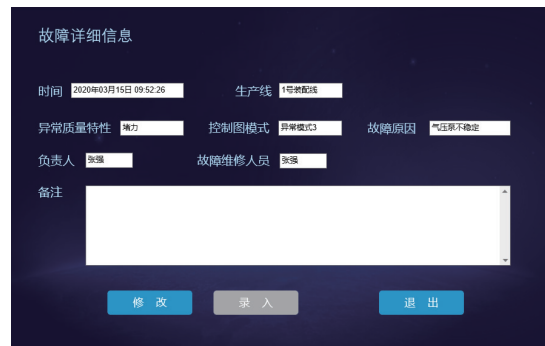 故障详细信息
时间 2020年03月15日 09:52:26 生产线 1号装配线
异常质量特性 堵力 控制图模式 异常模式3 故障原因 气压泵不稳定
负责人 张强 故障维修人员 张强
备注
修 改 录 入 退 出